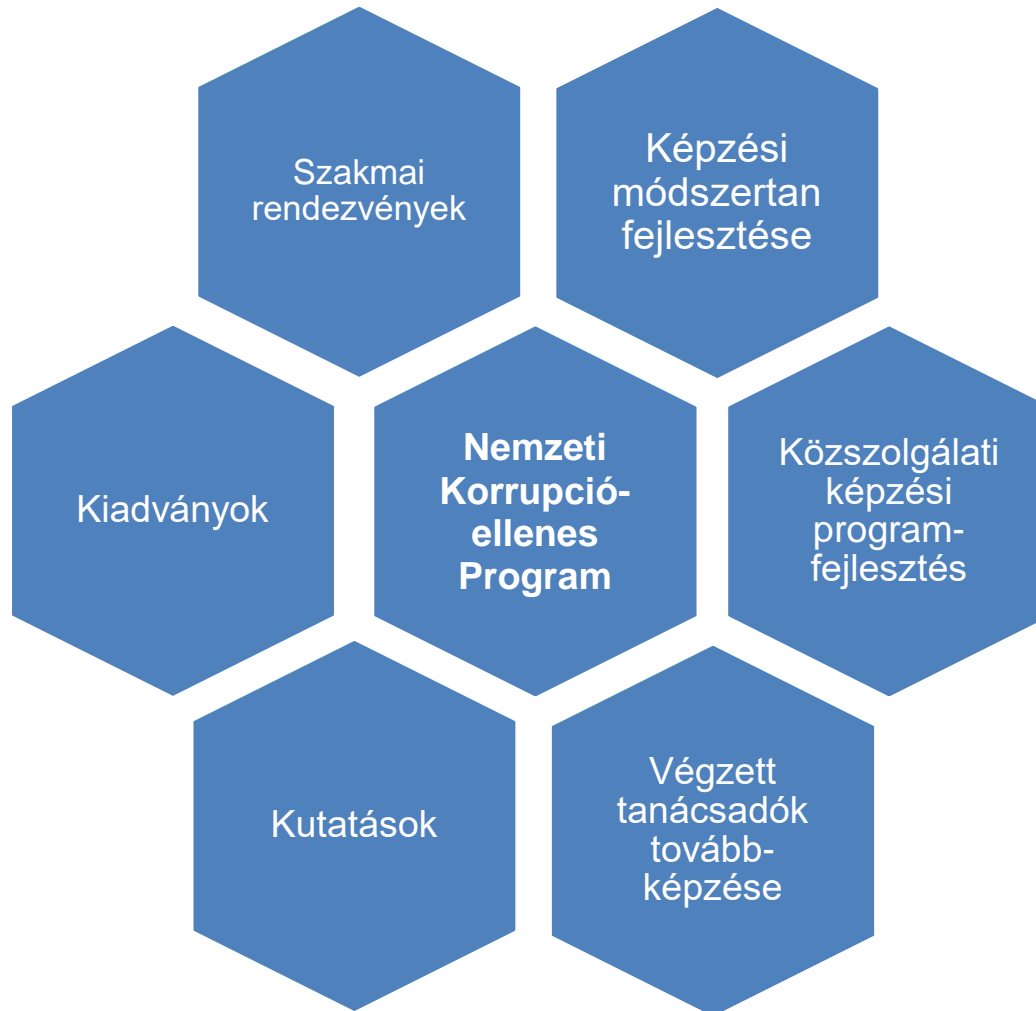 Szakmai
rendezvények
Képzési
módszertan
fejlesztése
Kiadványok
Nemzeti
Korrupció-
ellenes
Program
Közszolgálati
képzési
program-
fejlesztés
Kutatások
Végzett
tanácsadók
tovább-
képzése